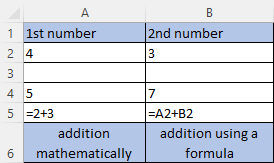 A B
1 1st number 2nd number
2 4 3
3
4 5 7
5 =2+3 =A2+B2
addition addition using a
6 mathematically formula